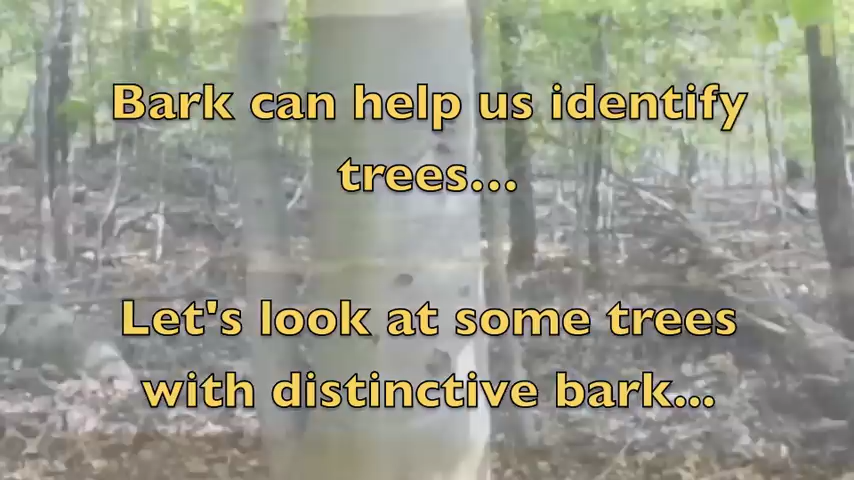 Bark can help us identify
trees...
Let's look at some trees
with distinctive bark...